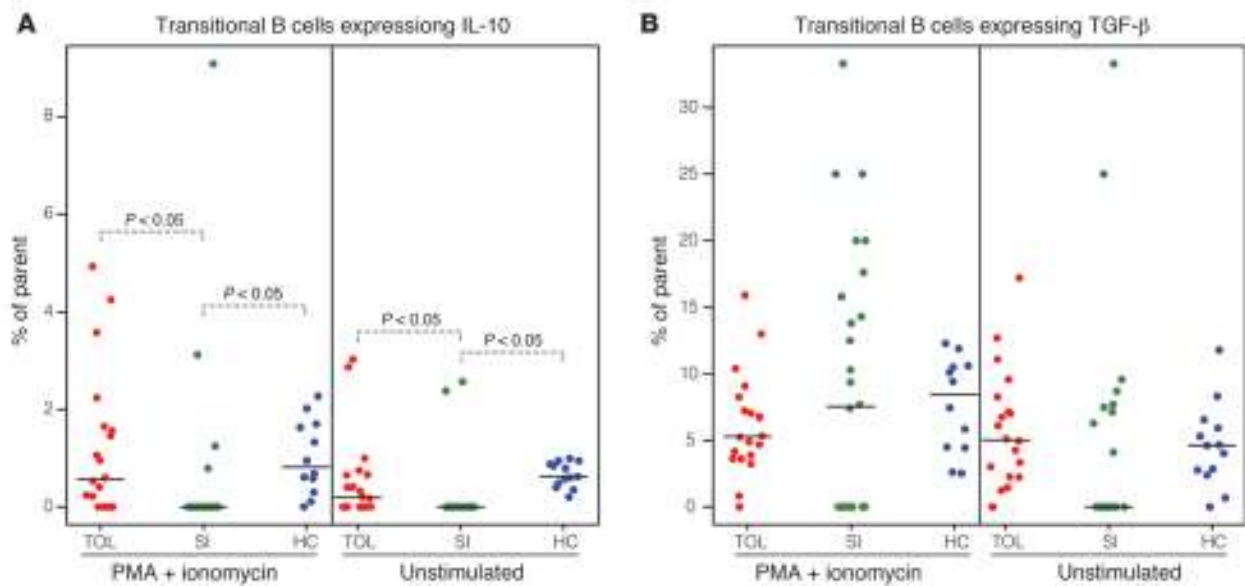 A
Transitional B cells expressiong IL-10
% of parent
8
6
4
2
0
P < 0.05
P < 0.05
P < 0.05
P < 0.05
TOL SI HC TOL SI HC
PMA + ionomycin Unstimulated
B
Transitional B cells expressing TGF-β
% of parent
30
25
20
15
10
5
0
TOL SI HC TOL SI HC
PMA + ionomycin Unstimulated